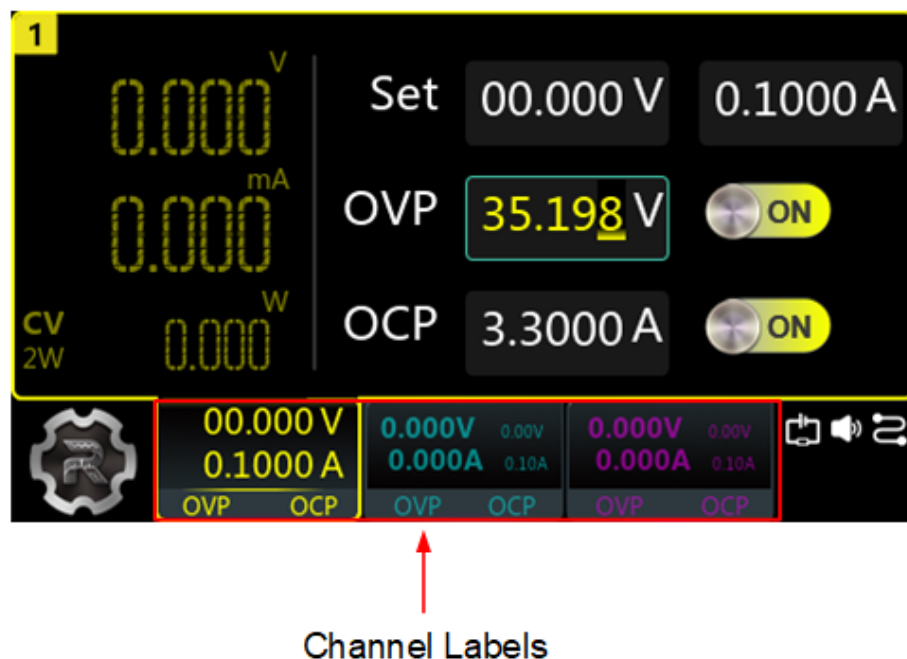 1
V
0.000
Set 00.000 V 0.1000 A
mA
0.000
OVP 35.198 V ON
W
CV
2W
0.000
OCP 3.3000 A ON
R
00.000 V
0.1000 A
OVP OCP
0.000V 0.00V
0.000A 0.10A
OVP OCP
0.000V 0.00V
0.000A 0.10A
OVP OCP
Channel Labels